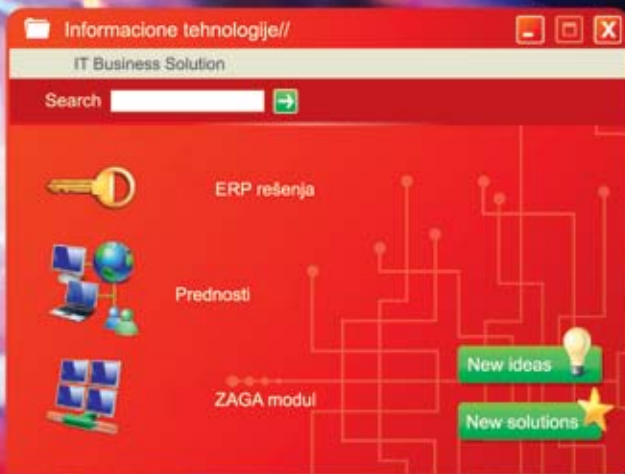 Informacione tehnologije//
IT Business Solution
Search
ERP rešenja
Prednosti
ZAGA modul
New ideas
New solutions